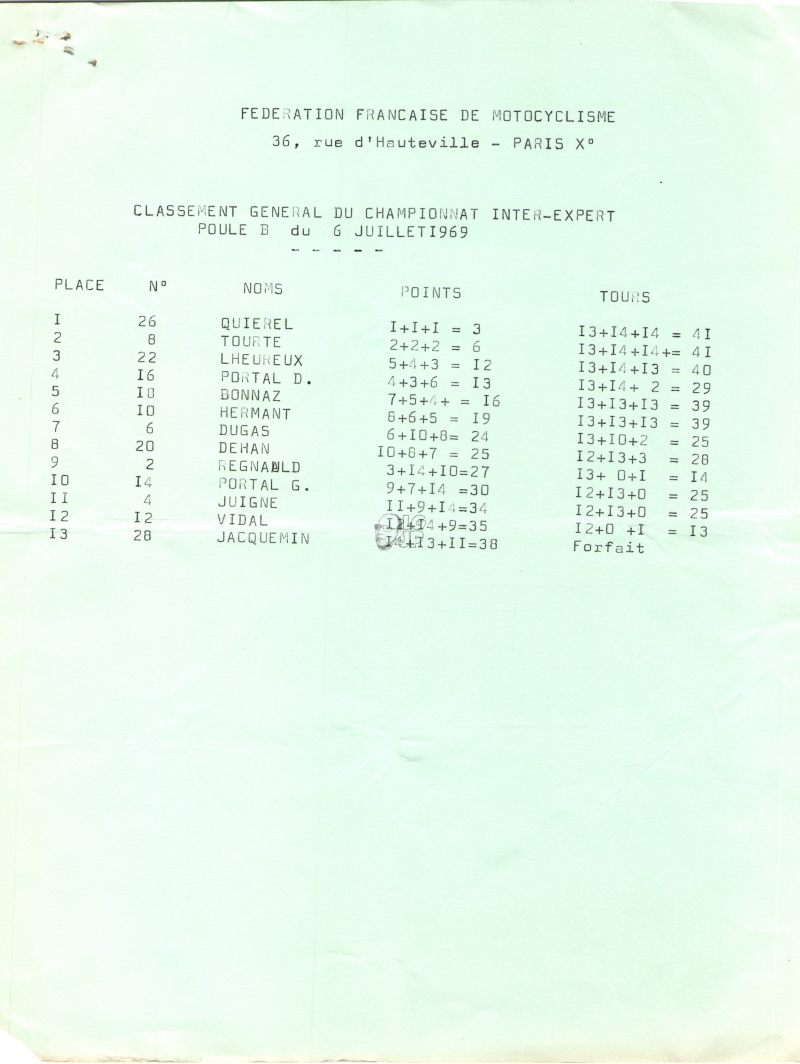 FEDERATION FRANCAISE DE MOTOCYCLISME
36, rue d'Hauteville - PARIS X°
CLASSEMENT GENERAL DU CHAMPIONNAT INTER-EXPERT
POULE B du 6 JUILLETI969
- - - - -
PLACE N° NOMS POINTS TOURS
I 26 QUIEREL I+I+I = 3 I3+I4+I4 = 4I
2 8 TOURTE 2+2+2 = 6 I3+I4+I4+= 4I
3 22 LHEUREUX 5+4+3 = I2 I3+I4+I3 = 40
4 I6 PORTAL D. 4+3+6 = I3 I3+I4+ 2 = 29
5 I8 BONNAZ 7+5+4+ = I6 I3+I3+I3 = 39
6 I0 HERMANT 8+6+5 = I9 I3+I3+I3 = 39
7 6 DUGAS 6+I0+8= 24 I3+I0+2 = 25
8 20 DEHAN I0+8+7 = 25 I2+I3+3 = 28
9 2 REGNAULD 3+I4+I0=27 I3+ 0+I = I4
I0 I4 PORTAL G. 9+7+I4 =30 I2+I3+0 = 25
II 4 JUIGNE II+9+I4=34 I2+I3+0 = 25
I2 I2 VIDAL I2+I4+9=35 I2+0 +I = I3
I3 28 JACQUEMIN I4+I3+II=38 Forfait